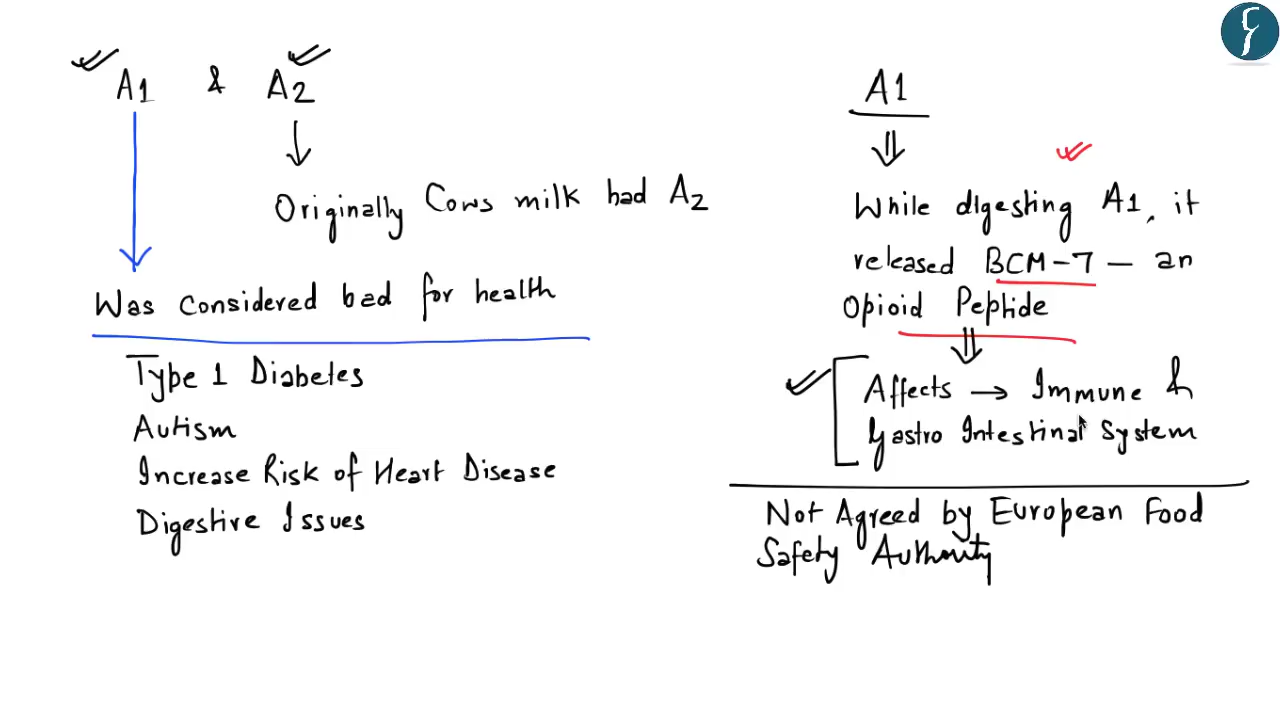 A1 & A2
Originally Cows milk had A2
Was considered bad for health
Type 1 Diabetes
Autism
Increase Risk of Heart Disease
Digestive Issues
A1
While digesting A1, it
released BCM-7 – an
Opioid Peptide
Affects → Immune &
Gastro Intestinal System
Not Agreed by European Food
Safety Authority